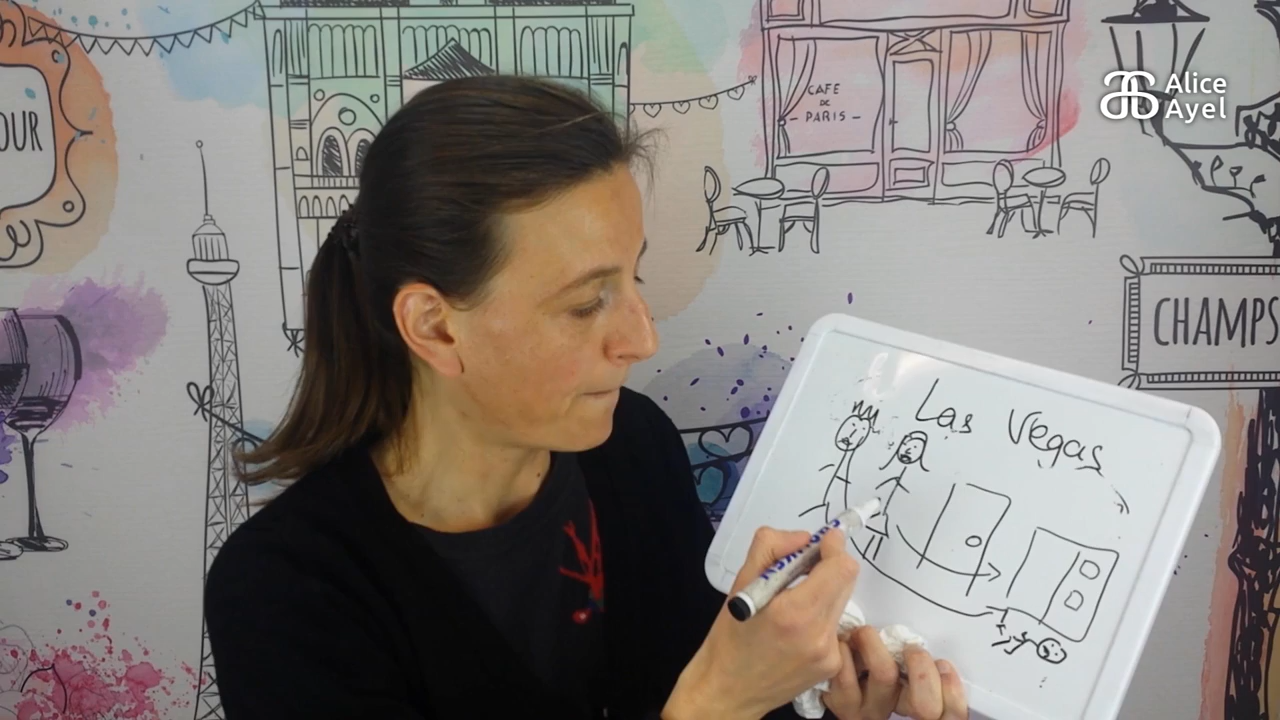 OUR
CAFE
DE
- PARIS -
Alice
Ayel
CHAMPS
Las Vegas